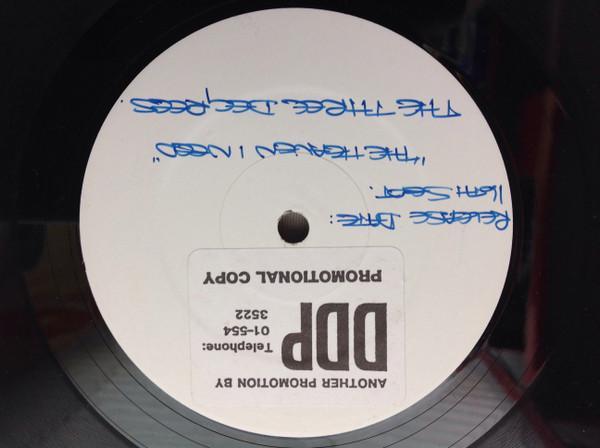 ANOTHER PROMOTION BY
DDP
Telephone:
01-554
3522
PROMOTIONAL COPY
RELEASE DATE:
16TH SEPT.
"THE HEAVEN I NEED"
THE THREE DEGREES.